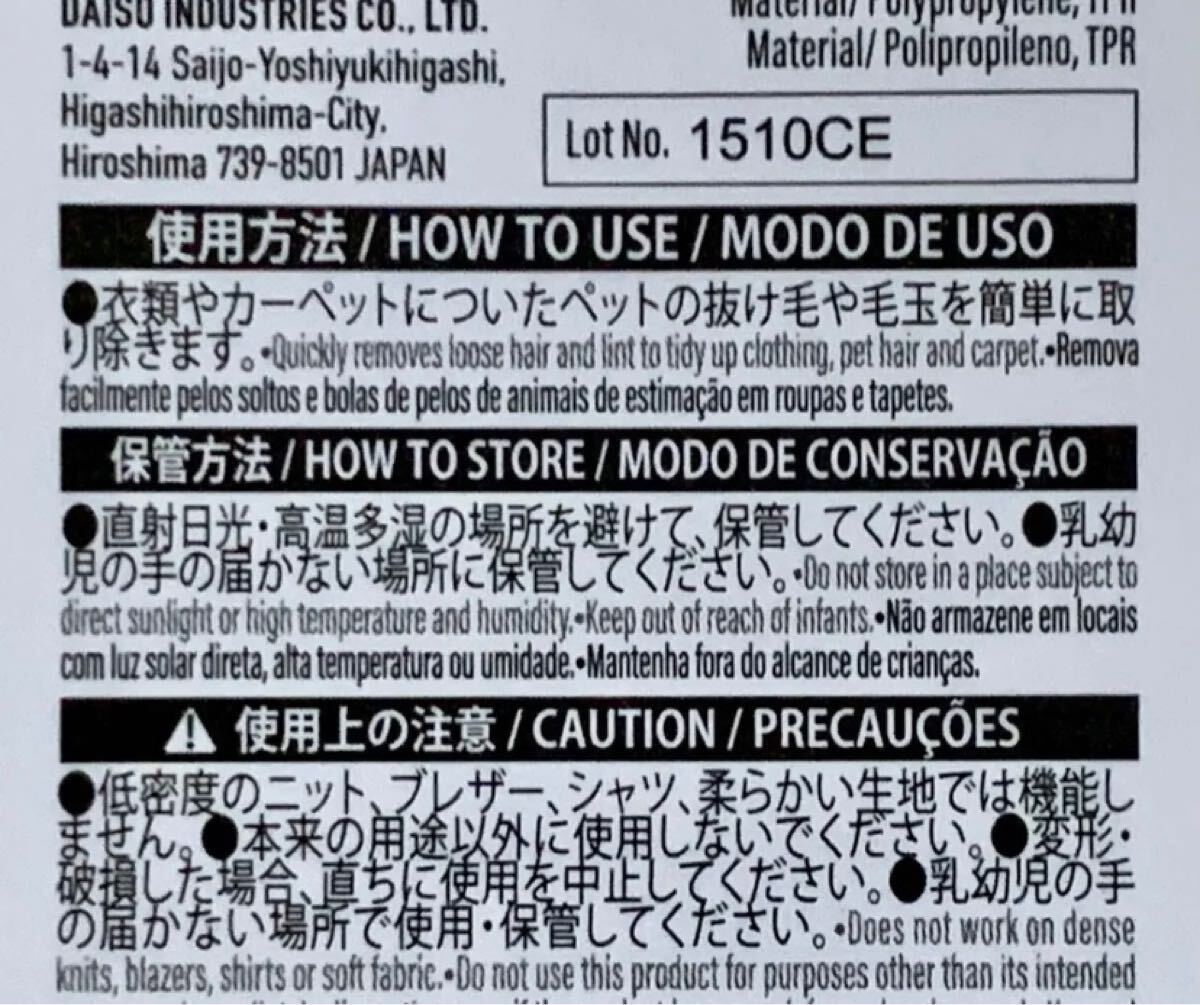 DAISO INDUSTRIES CO., LTD.
1-4-14 Saijo-Yoshiyukihigashi,
Higashihiroshima-City,
Hiroshima 739-8501 JAPAN
Material/ Polypropylene, TPR
Material/ Polipropileno, TPR
Lot No. 1510CE
使用方法 / HOW TO USE / MODO DE USO
●衣類やカーペットについたペットの抜け毛や毛玉を簡単に取
り除きます。•Quickly removes loose hair and lint to tidy up clothing, pet hair and carpet.•Remova
facilmente pelos soltos e bolas de pelos de animais de estimação em roupas e tapetes.
保管方法 / HOW TO STORE / MODO DE CONSERVAÇÃO
●直射日光・高温多湿の場所を避けて、保管してください。●乳幼
児の手の届かない場所に保管してください。•Do not store in a place subject to
direct sunlight or high temperature and humidity.•Keep out of reach of infants.•Não armazene em locais
com luz solar direta, alta temperatura ou umidade.•Mantenha fora do alcance de crianças.
⚠ 使用上の注意 / CAUTION / PRECAUÇÕES
●低密度のニット、ブレザー、シャツ、柔らかい生地では機能し
ません。●本来の用途以外に使用しないでください。●変形・
破損した場合、直ちに使用を中止してください。●乳幼児の手
の届かない場所で使用・保管してください。•Does not work on dense
knits, blazers, shirts or soft fabric.•Do not use this product for purposes other than its intended